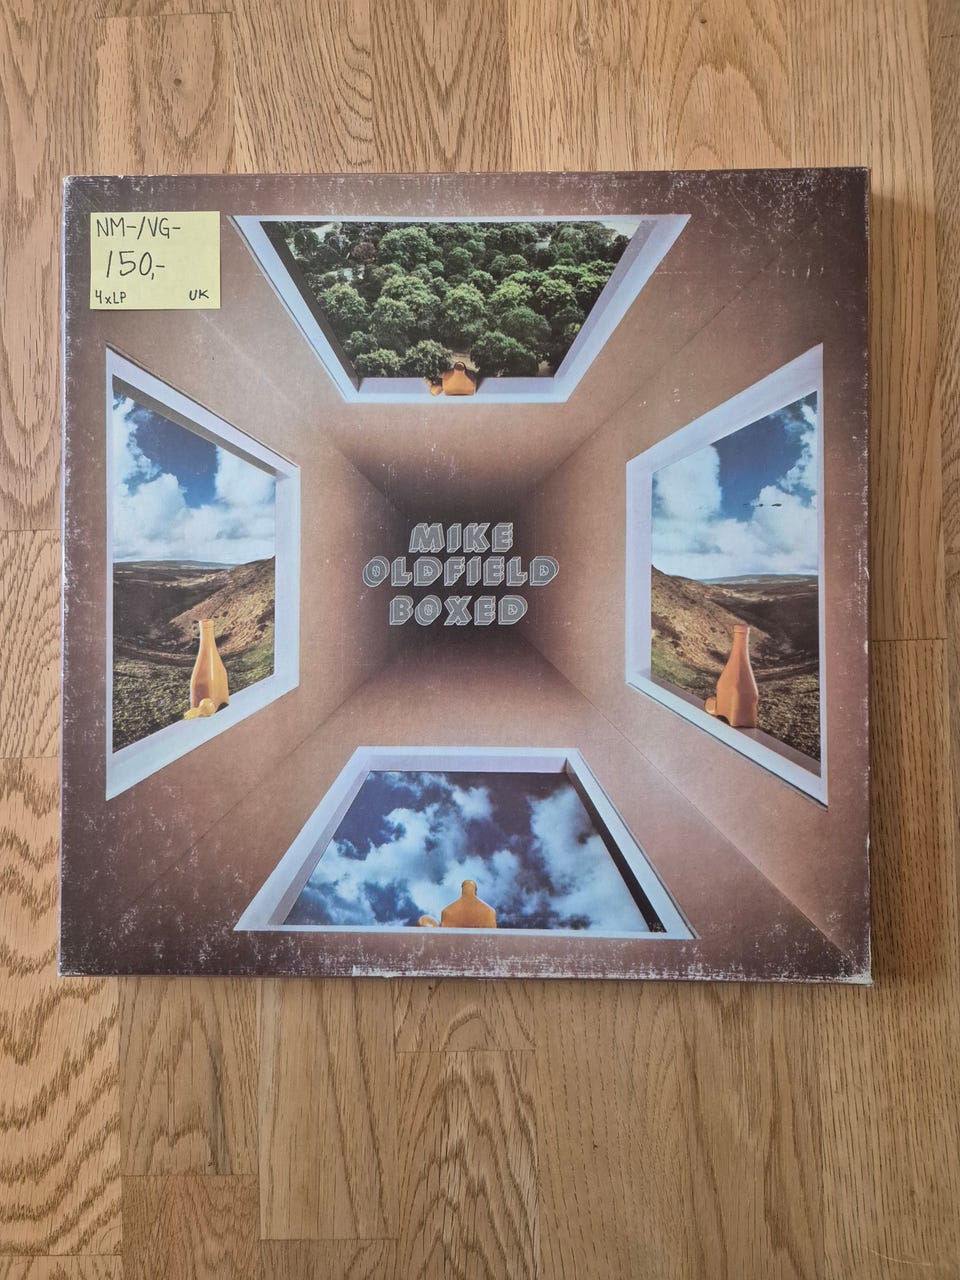 NM-/VG-
150,-
4xLP UK
MIKE
OLDFIELD
BOXED